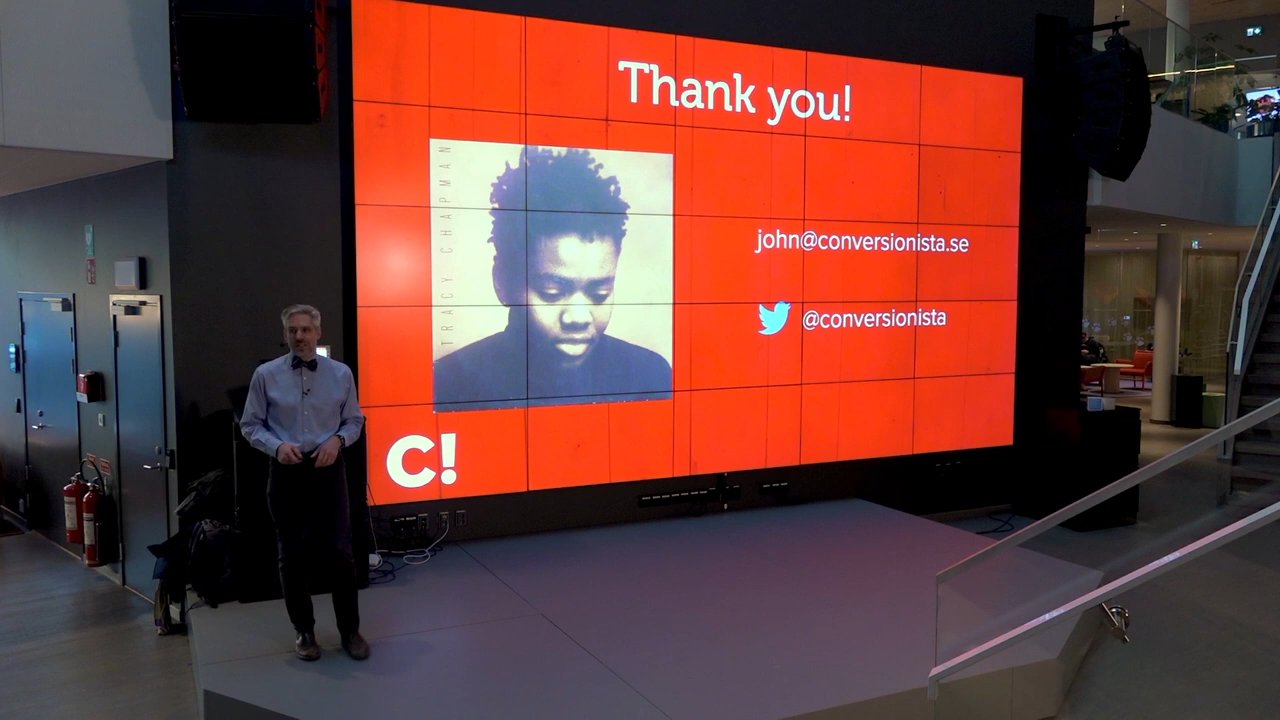 Thank you!
TRACY CHAPMAN
john@conversionista.se
@conversionista
C!